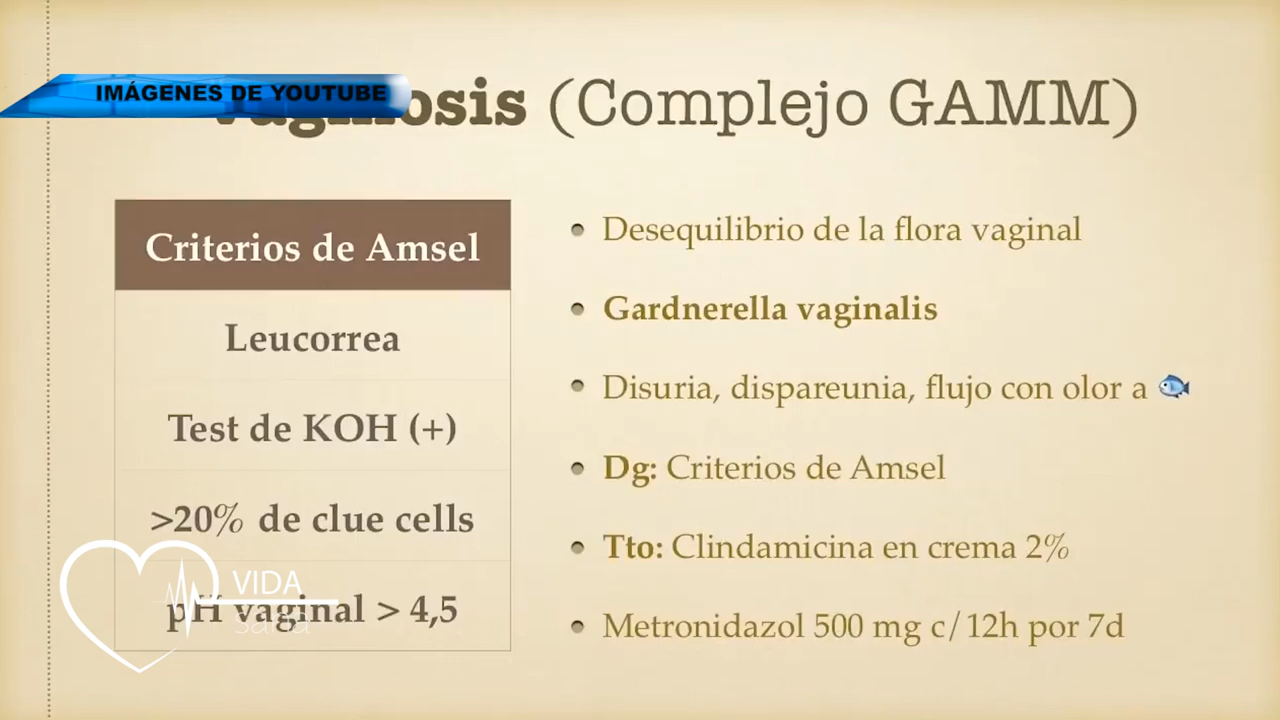 IMÁGENES DE YOUTUBE
(Complejo GAMM)
Criterios de Amsel
Leucorrea
Test de KOH (+)
>20% de clue cells
pH vaginal > 4,5
Desequilibrio de la flora vaginal
Gardnerella vaginalis
Disuria, dispareunia, flujo con olor a
Dg: Criterios de Amsel
Tto: Clindamicina en crema 2%
Metronidazol 500 mg c/12h por 7d
VIDA
sana